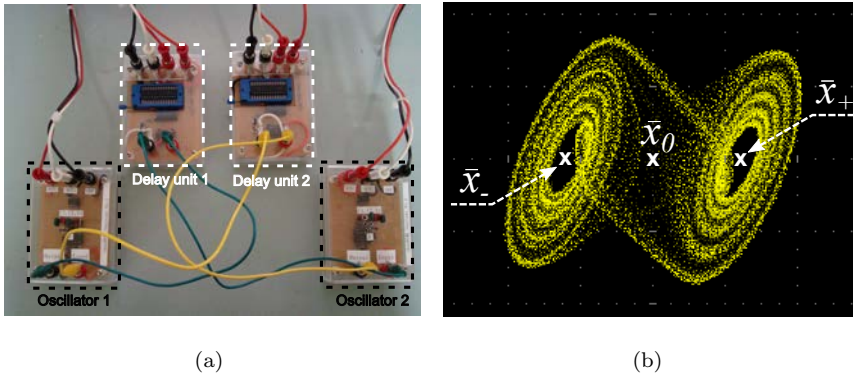 Delay unit 1
Delay unit 2
Oscillator 1
Oscillator 2
(a)
x̄₊
x̄₀
x̄₋
x
x
x
(b)